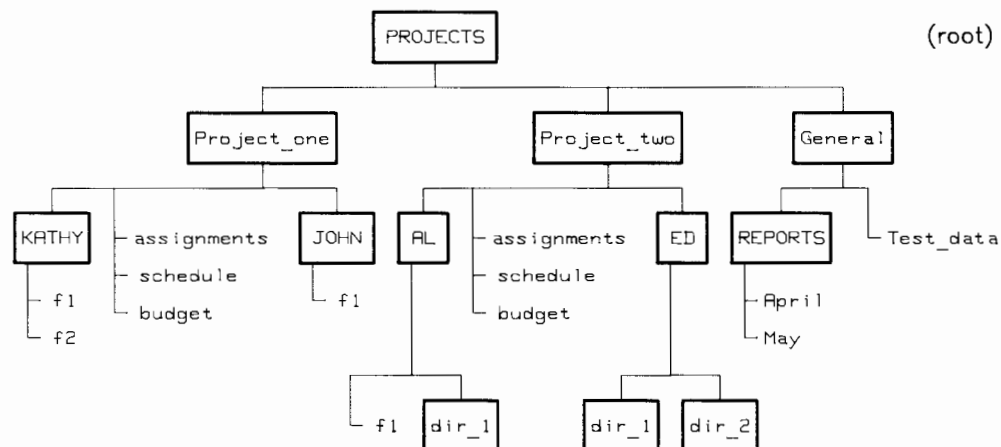 PROJECTS (root)
Project_one Project_two General
KATHY assignments JOHN AL assignments ED REPORTS Test_data
schedule schedule
f1 budget f1 budget April
f2 May
f1 dir_1 dir_1 dir_2